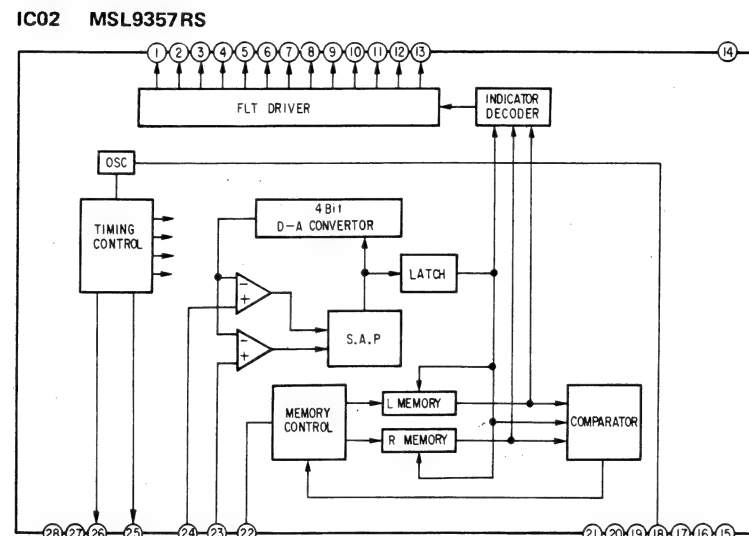 IC02 MSL9357RS
1 2 3 4 5 6 7 8 9 10 11 12 13 14
FLT DRIVER
INDICATOR
DECODER
OSC
TIMING
CONTROL
4Bit
D-A CONVERTOR
LATCH
-
+
S.A.P
-
+
MEMORY
CONTROL
L MEMORY
R MEMORY
COMPARATOR
28 27 26 25 24 23 22 21 20 19 18 17 16 15